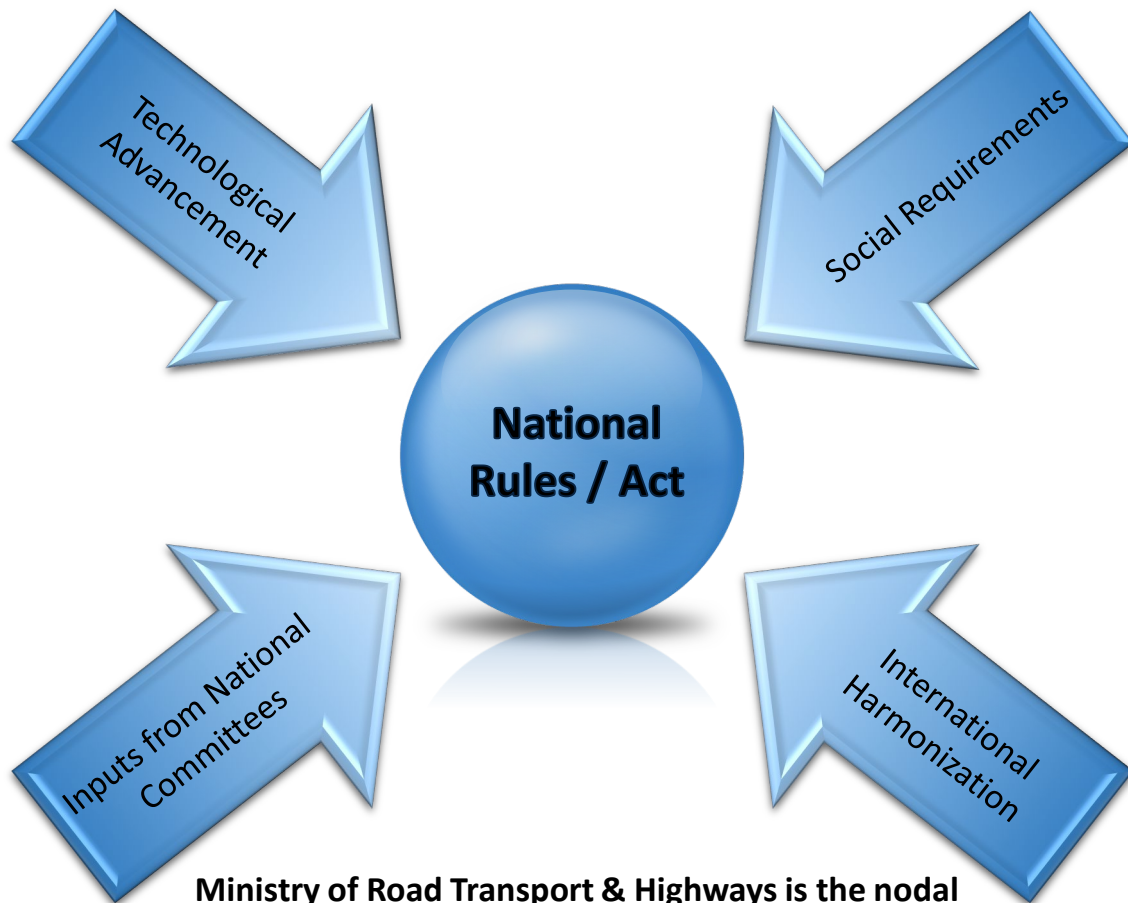 Technological
Advancement
Social Requirements
National
Rules / Act
Inputs from National
Committees
International
Harmonization
Ministry of Road Transport & Highways is the nodal